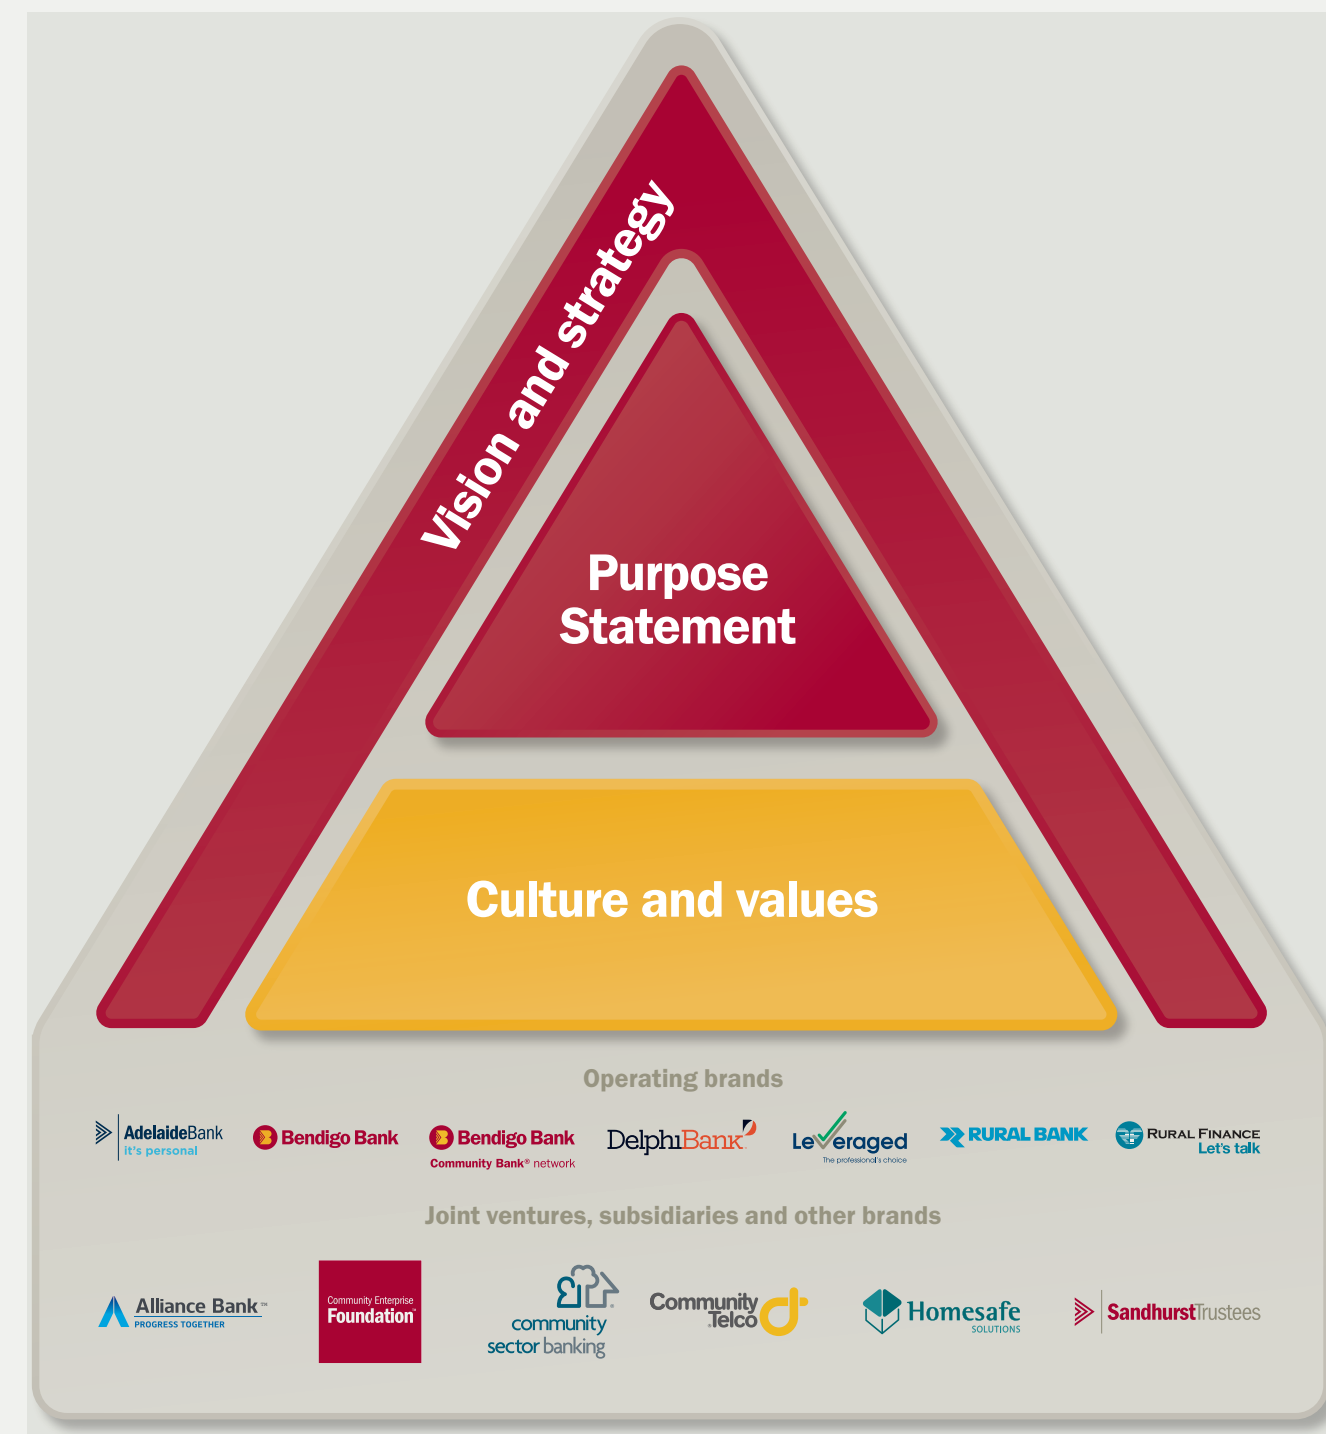 Vision and strategy
Purpose
Statement
Culture and values
Operating brands
AdelaideBank
it's personal
Bendigo Bank
Bendigo Bank
Community Bank® network
DelphiBank
Leveraged
The professional's choice
RURAL BANK
RURAL FINANCE
Let's talk
Joint ventures, subsidiaries and other brands
Alliance Bank™
PROGRESS TOGETHER
Community Enterprise
Foundation™
community
sector banking
Community
Telco
Homesafe
SOLUTIONS
SandhurstTrustees